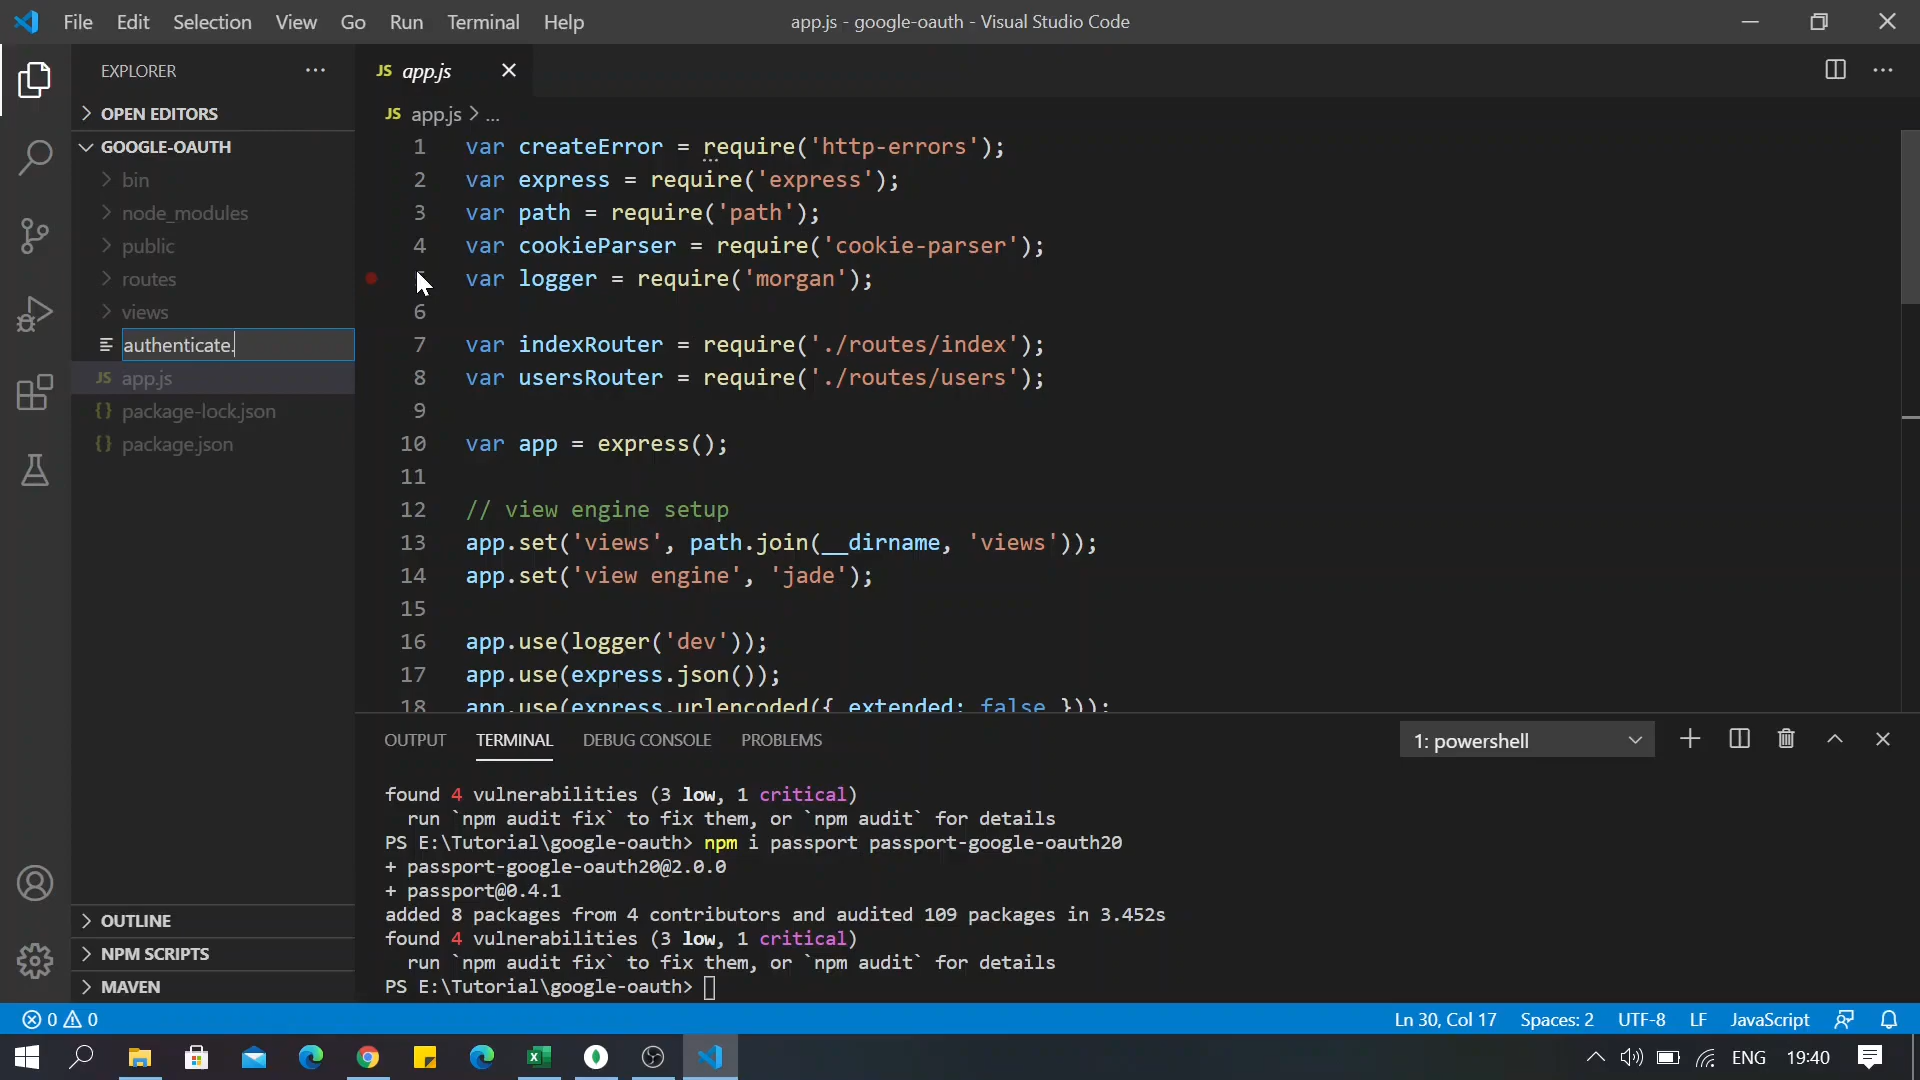 File Edit Selection View Go Run Terminal Help
app.js - google-oauth - Visual Studio Code
EXPLORER
OPEN EDITORS
GOOGLE-OAUTH
bin
node_modules
public
routes
views
authenticate.
JS app.js
{} package-lock.json
{} package.json
OUTLINE
NPM SCRIPTS
MAVEN
JS app.js
JS app.js > ...
1 var createError = require('http-errors');
2 var express = require('express');
3 var path = require('path');
4 var cookieParser = require('cookie-parser');
var logger = require('morgan');
6
7 var indexRouter = require('./routes/index');
8 var usersRouter = require('./routes/users');
9
10 var app = express();
11
12 // view engine setup
13 app.set('views', path.join(__dirname, 'views'));
14 app.set('view engine', 'jade');
15
16 app.use(logger('dev'));
17 app.use(express.json());
18 app.use(express.urlencoded({ extended: false }));
OUTPUT TERMINAL DEBUG CONSOLE PROBLEMS
1: powershell
found 4 vulnerabilities (3 low, 1 critical)
run `npm audit fix` to fix them, or `npm audit` for details
PS E:\Tutorial\google-oauth> npm i passport passport-google-oauth20
+ passport-google-oauth20@2.0.0
+ passport@0.4.1
added 8 packages from 4 contributors and audited 109 packages in 3.452s
found 4 vulnerabilities (3 low, 1 critical)
run `npm audit fix` to fix them, or `npm audit` for details
PS E:\Tutorial\google-oauth>
0 0
Ln 30, Col 17 Spaces: 2 UTF-8 LF JavaScript
ENG 19:40